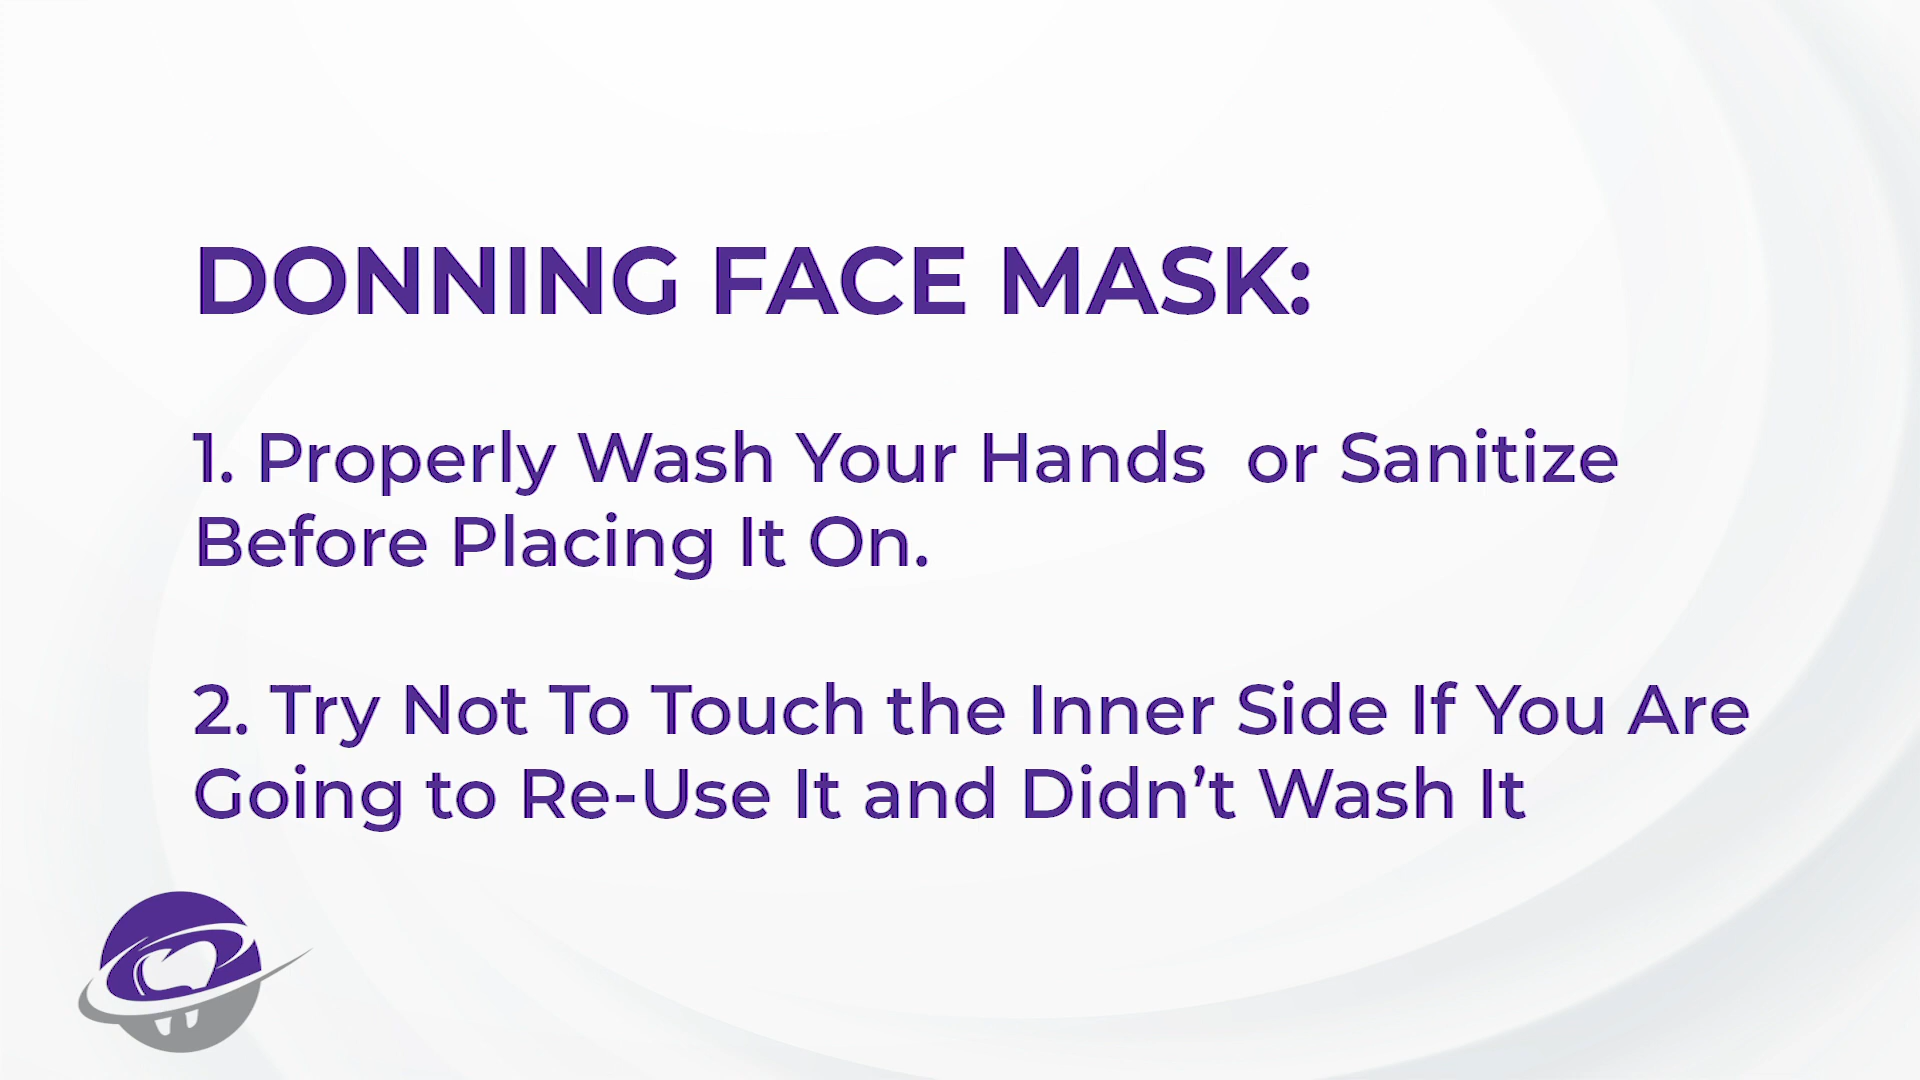 DONNING FACE MASK:
1. Properly Wash Your Hands  or Sanitize
Before Placing It On.
2. Try Not To Touch the Inner Side If You Are
Going to Re-Use It and Didn’t Wash It